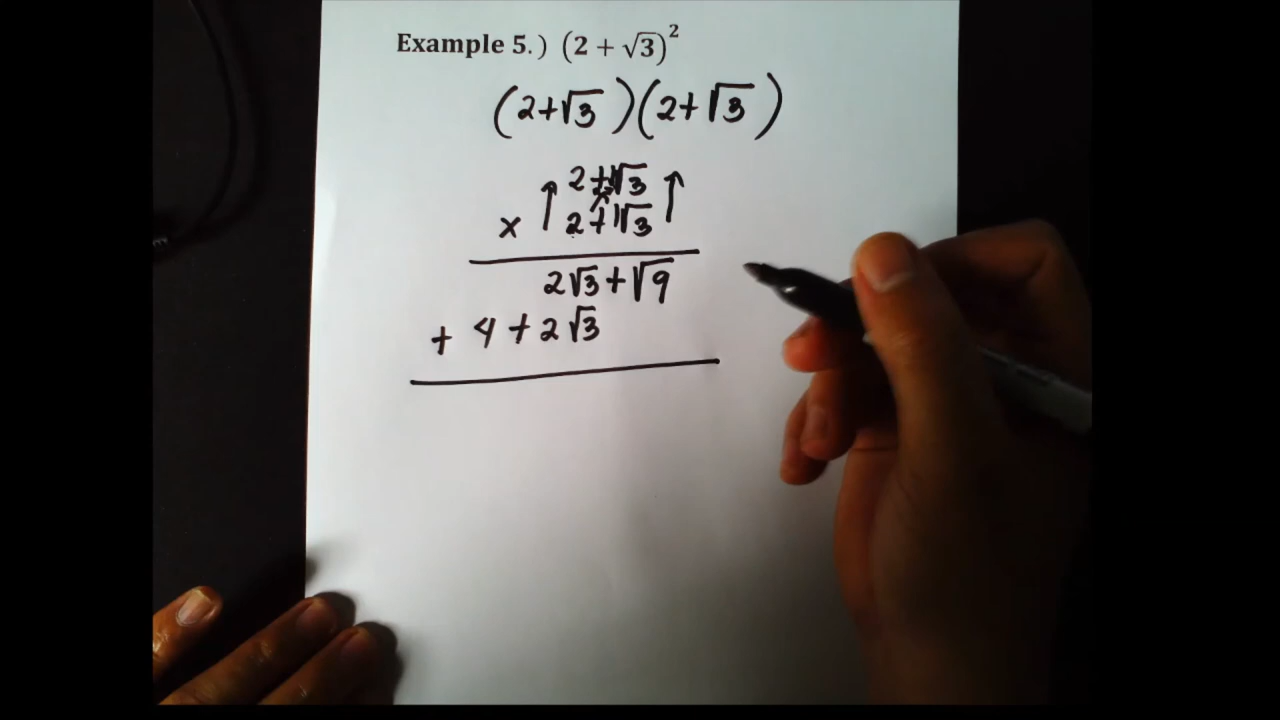 Example 5.) (2 + √3)²
(2+√3)(2+√3)
2+√3
x 2+√3
2√3+√9
+ 4+2√3